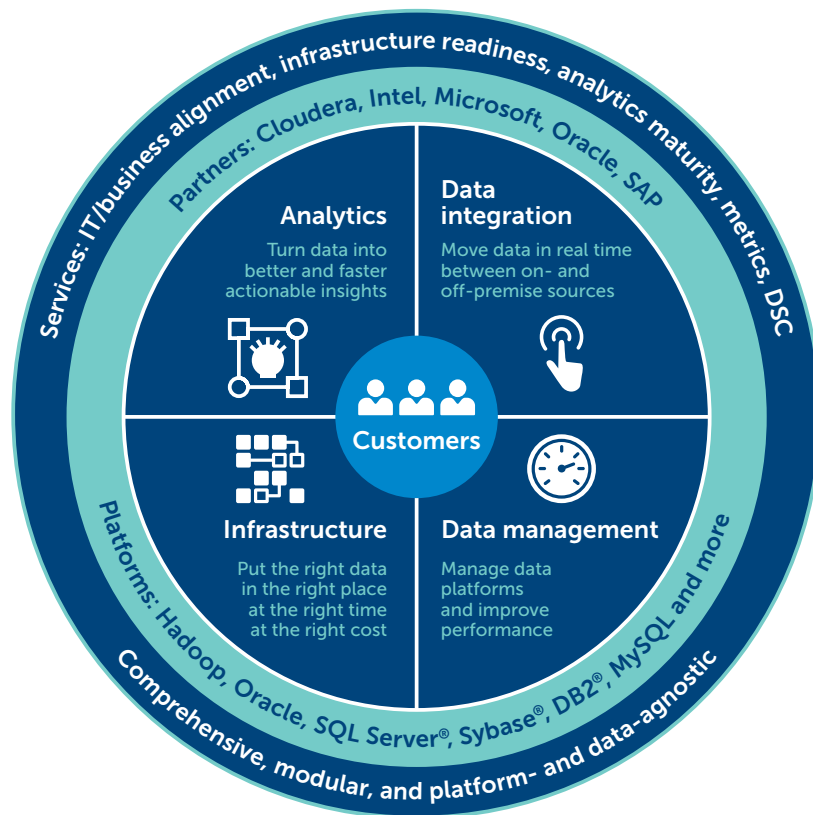 Services: IT/business alignment, infrastructure readiness, analytics maturity, metrics, DSC
Partners: Cloudera, Intel, Microsoft, Oracle, SAP
Analytics
Turn data into
better and faster
actionable insights
Data
integration
Move data in real time
between on- and
off-premise sources
Customers
Infrastructure
Put the right data
in the right place
at the right time
at the right cost
Data management
Manage data
platforms
and improve
performance
Platforms: Hadoop, Oracle, SQL Server®, Sybase®, DB2®, MySQL and more
Comprehensive, modular, and platform- and data-agnostic